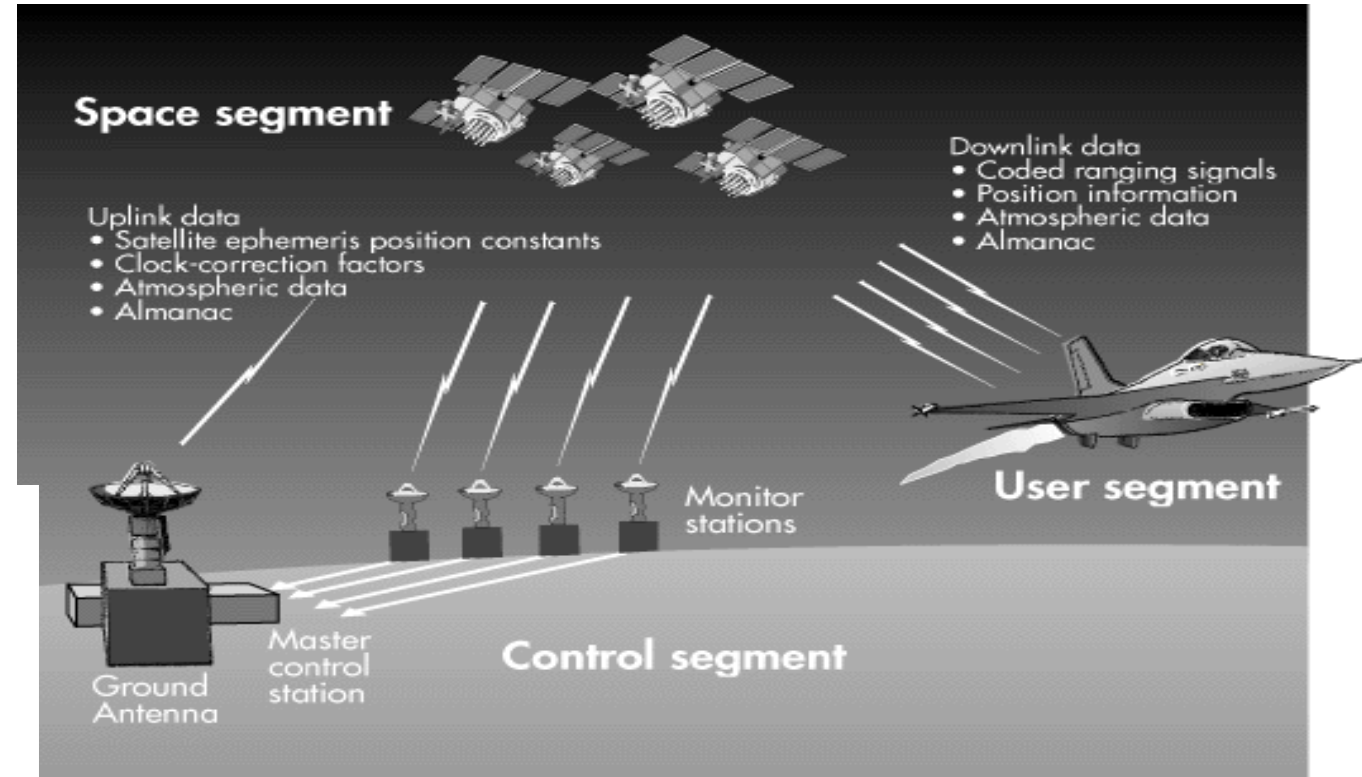 Space segment
Uplink data
• Satellite ephemeris position constants
• Clock-correction factors
• Atmospheric data
• Almanac
Downlink data
• Coded ranging signals
• Position information
• Atmospheric data
• Almanac
User segment
Monitor
stations
Master
control
station
Control segment
Ground
Antenna